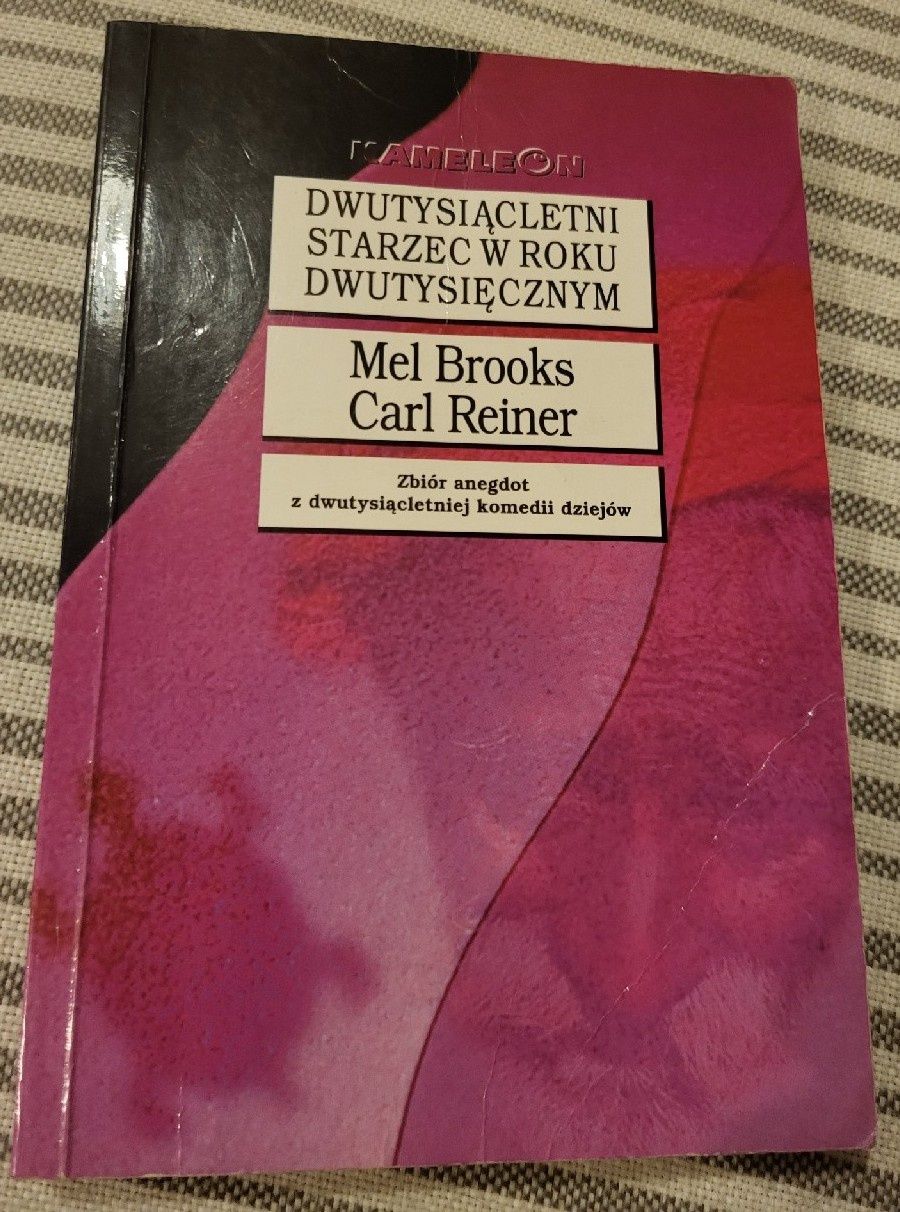 KAMELEON
DWUTYSIĄCLETNI
STARZEC W ROKU
DWUTYSIĘCZNYM
Mel Brooks
Carl Reiner
Zbiór anegdot
z dwutysiącletniej komedii dziejów